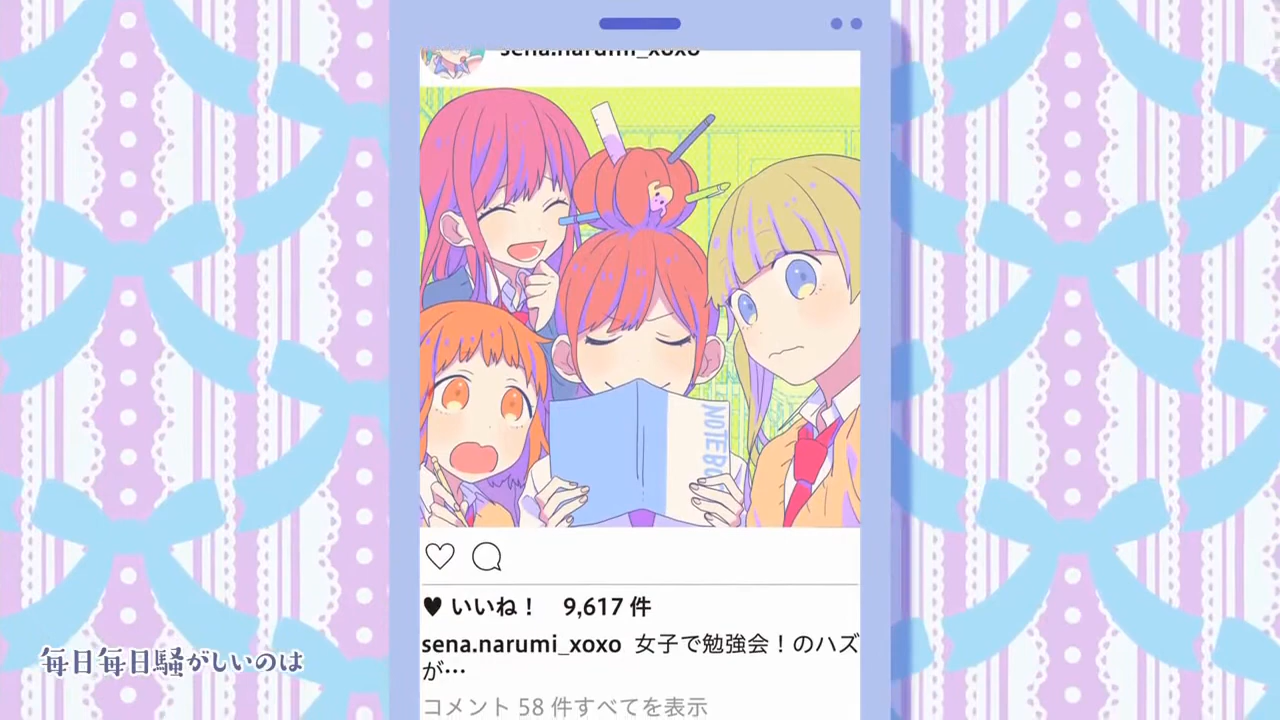 sena.narumi_xoxo
NOTEBO
いいね! 9,617 件
sena.narumi_xoxo 女子で勉強会!のハズ
が…
コメント 58 件すべてを表示
毎日毎日騒がしいのは